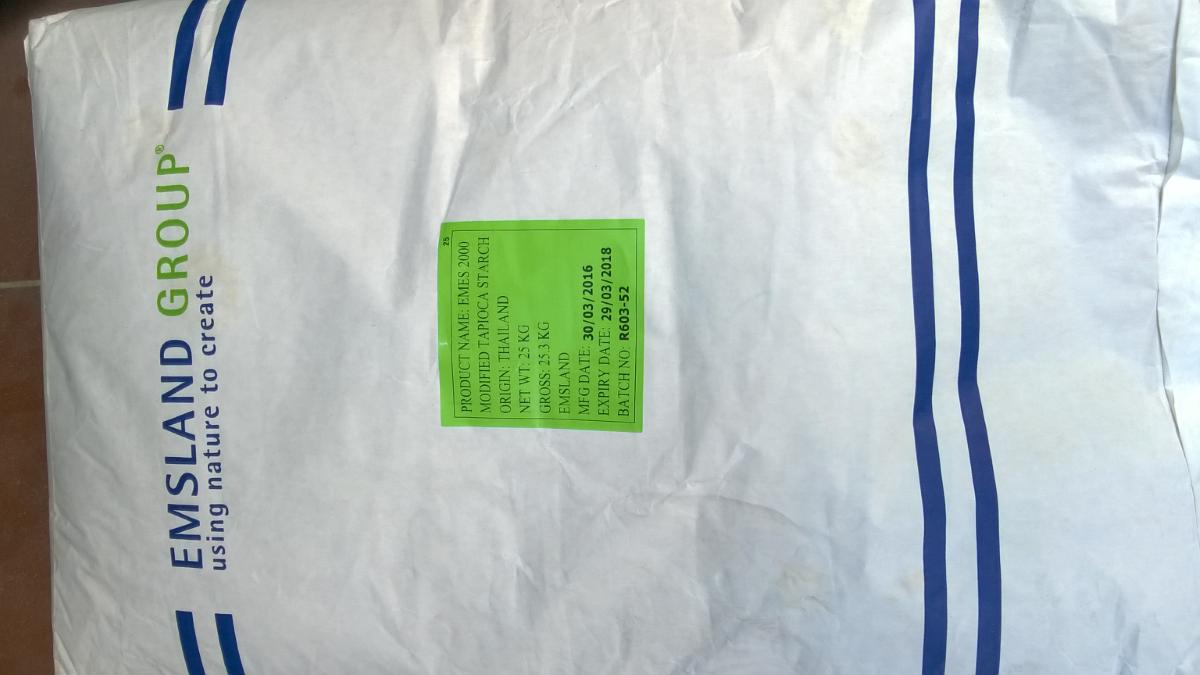 EMSLAND GROUP®
using nature to create
25
PRODUCT NAME: EMES 2000
MODIFIED TAPIOCA STARCH
ORIGIN: THAILAND
NET WT: 25 KG
GROSS: 25.3 KG
EMSLAND
MFG DATE: 30/03/2016
EXPIRY DATE: 29/03/2018
BATCH NO: R603-52